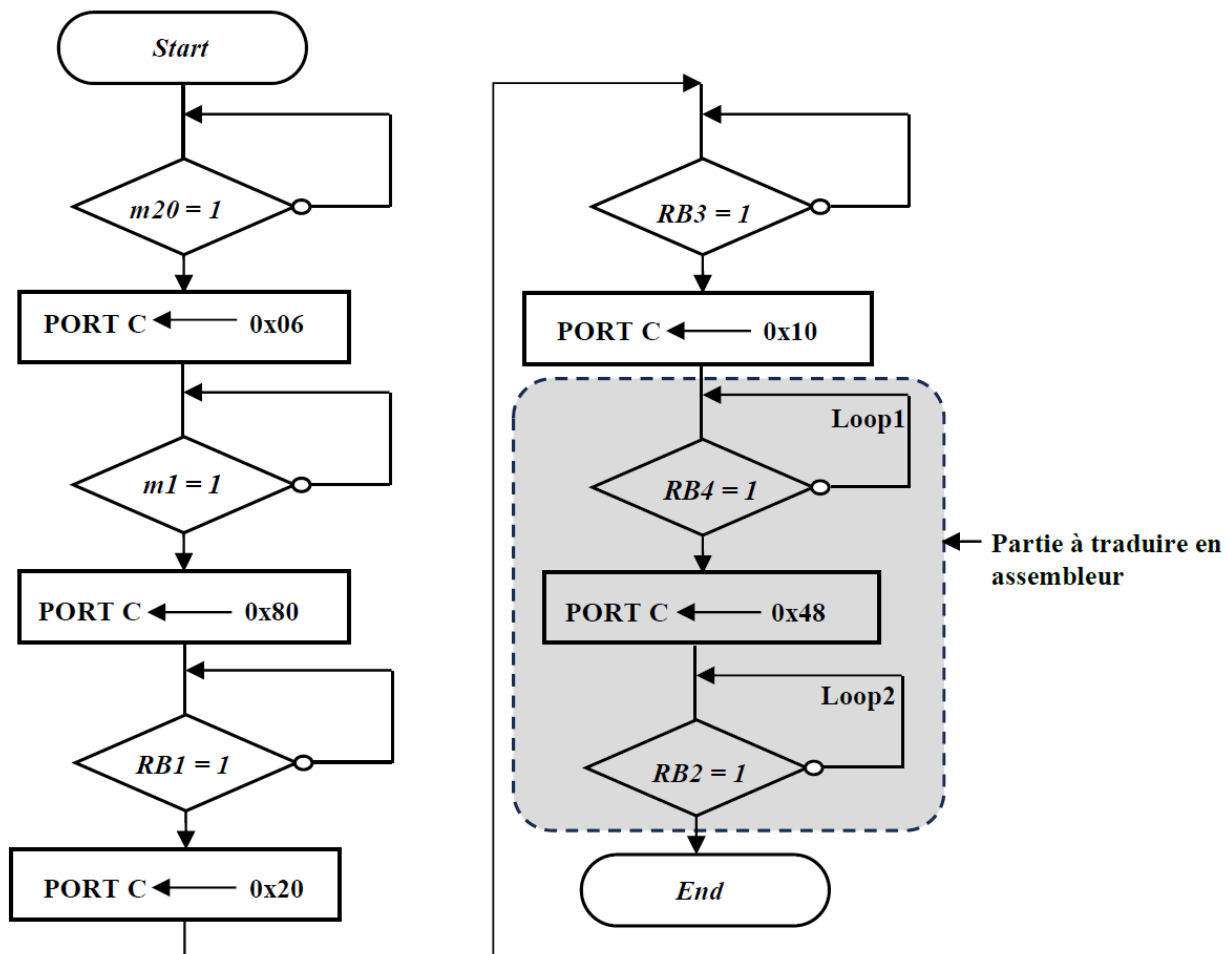 Start
m20 = 1
PORT C
0x06
m1 = 1
PORT C
0x80
RB1 = 1
PORT C
0x20
RB3 = 1
PORT C
0x10
Loop1
RB4 = 1
Partie à traduire en
assembleur
PORT C
0x48
Loop2
RB2 = 1
End